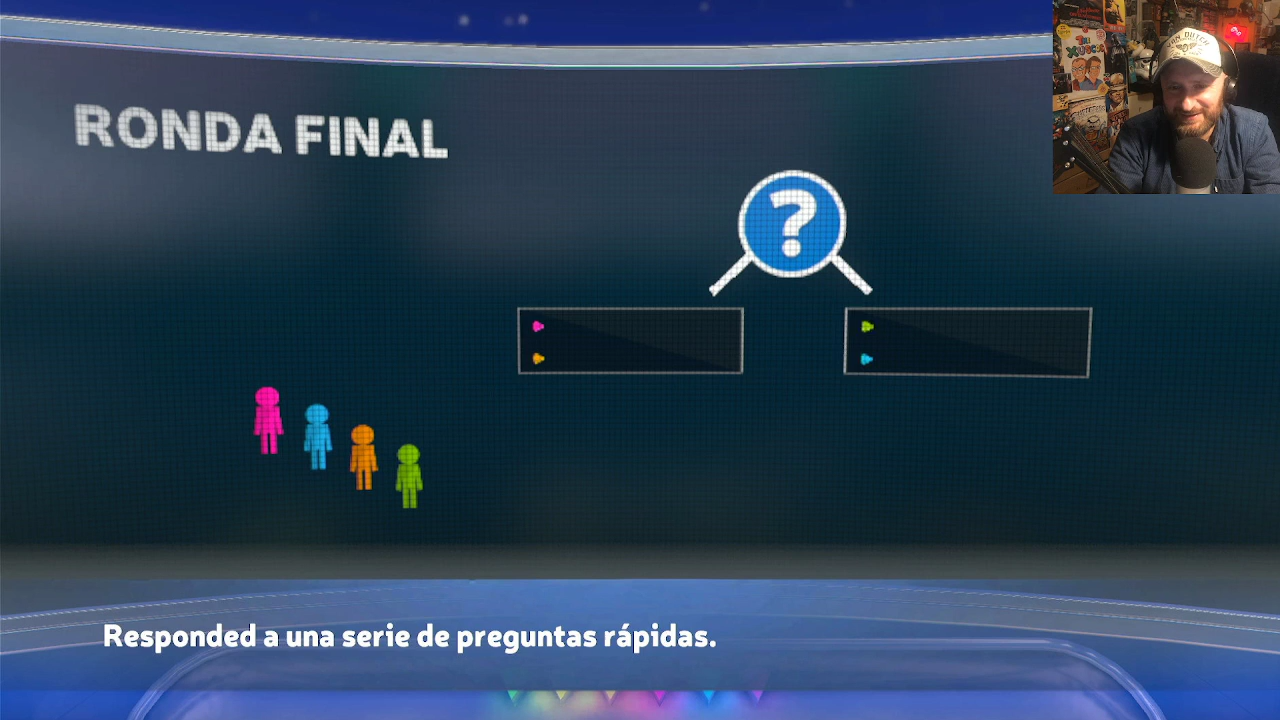 RONDA FINAL
?
Responded a una serie de preguntas rápidas.